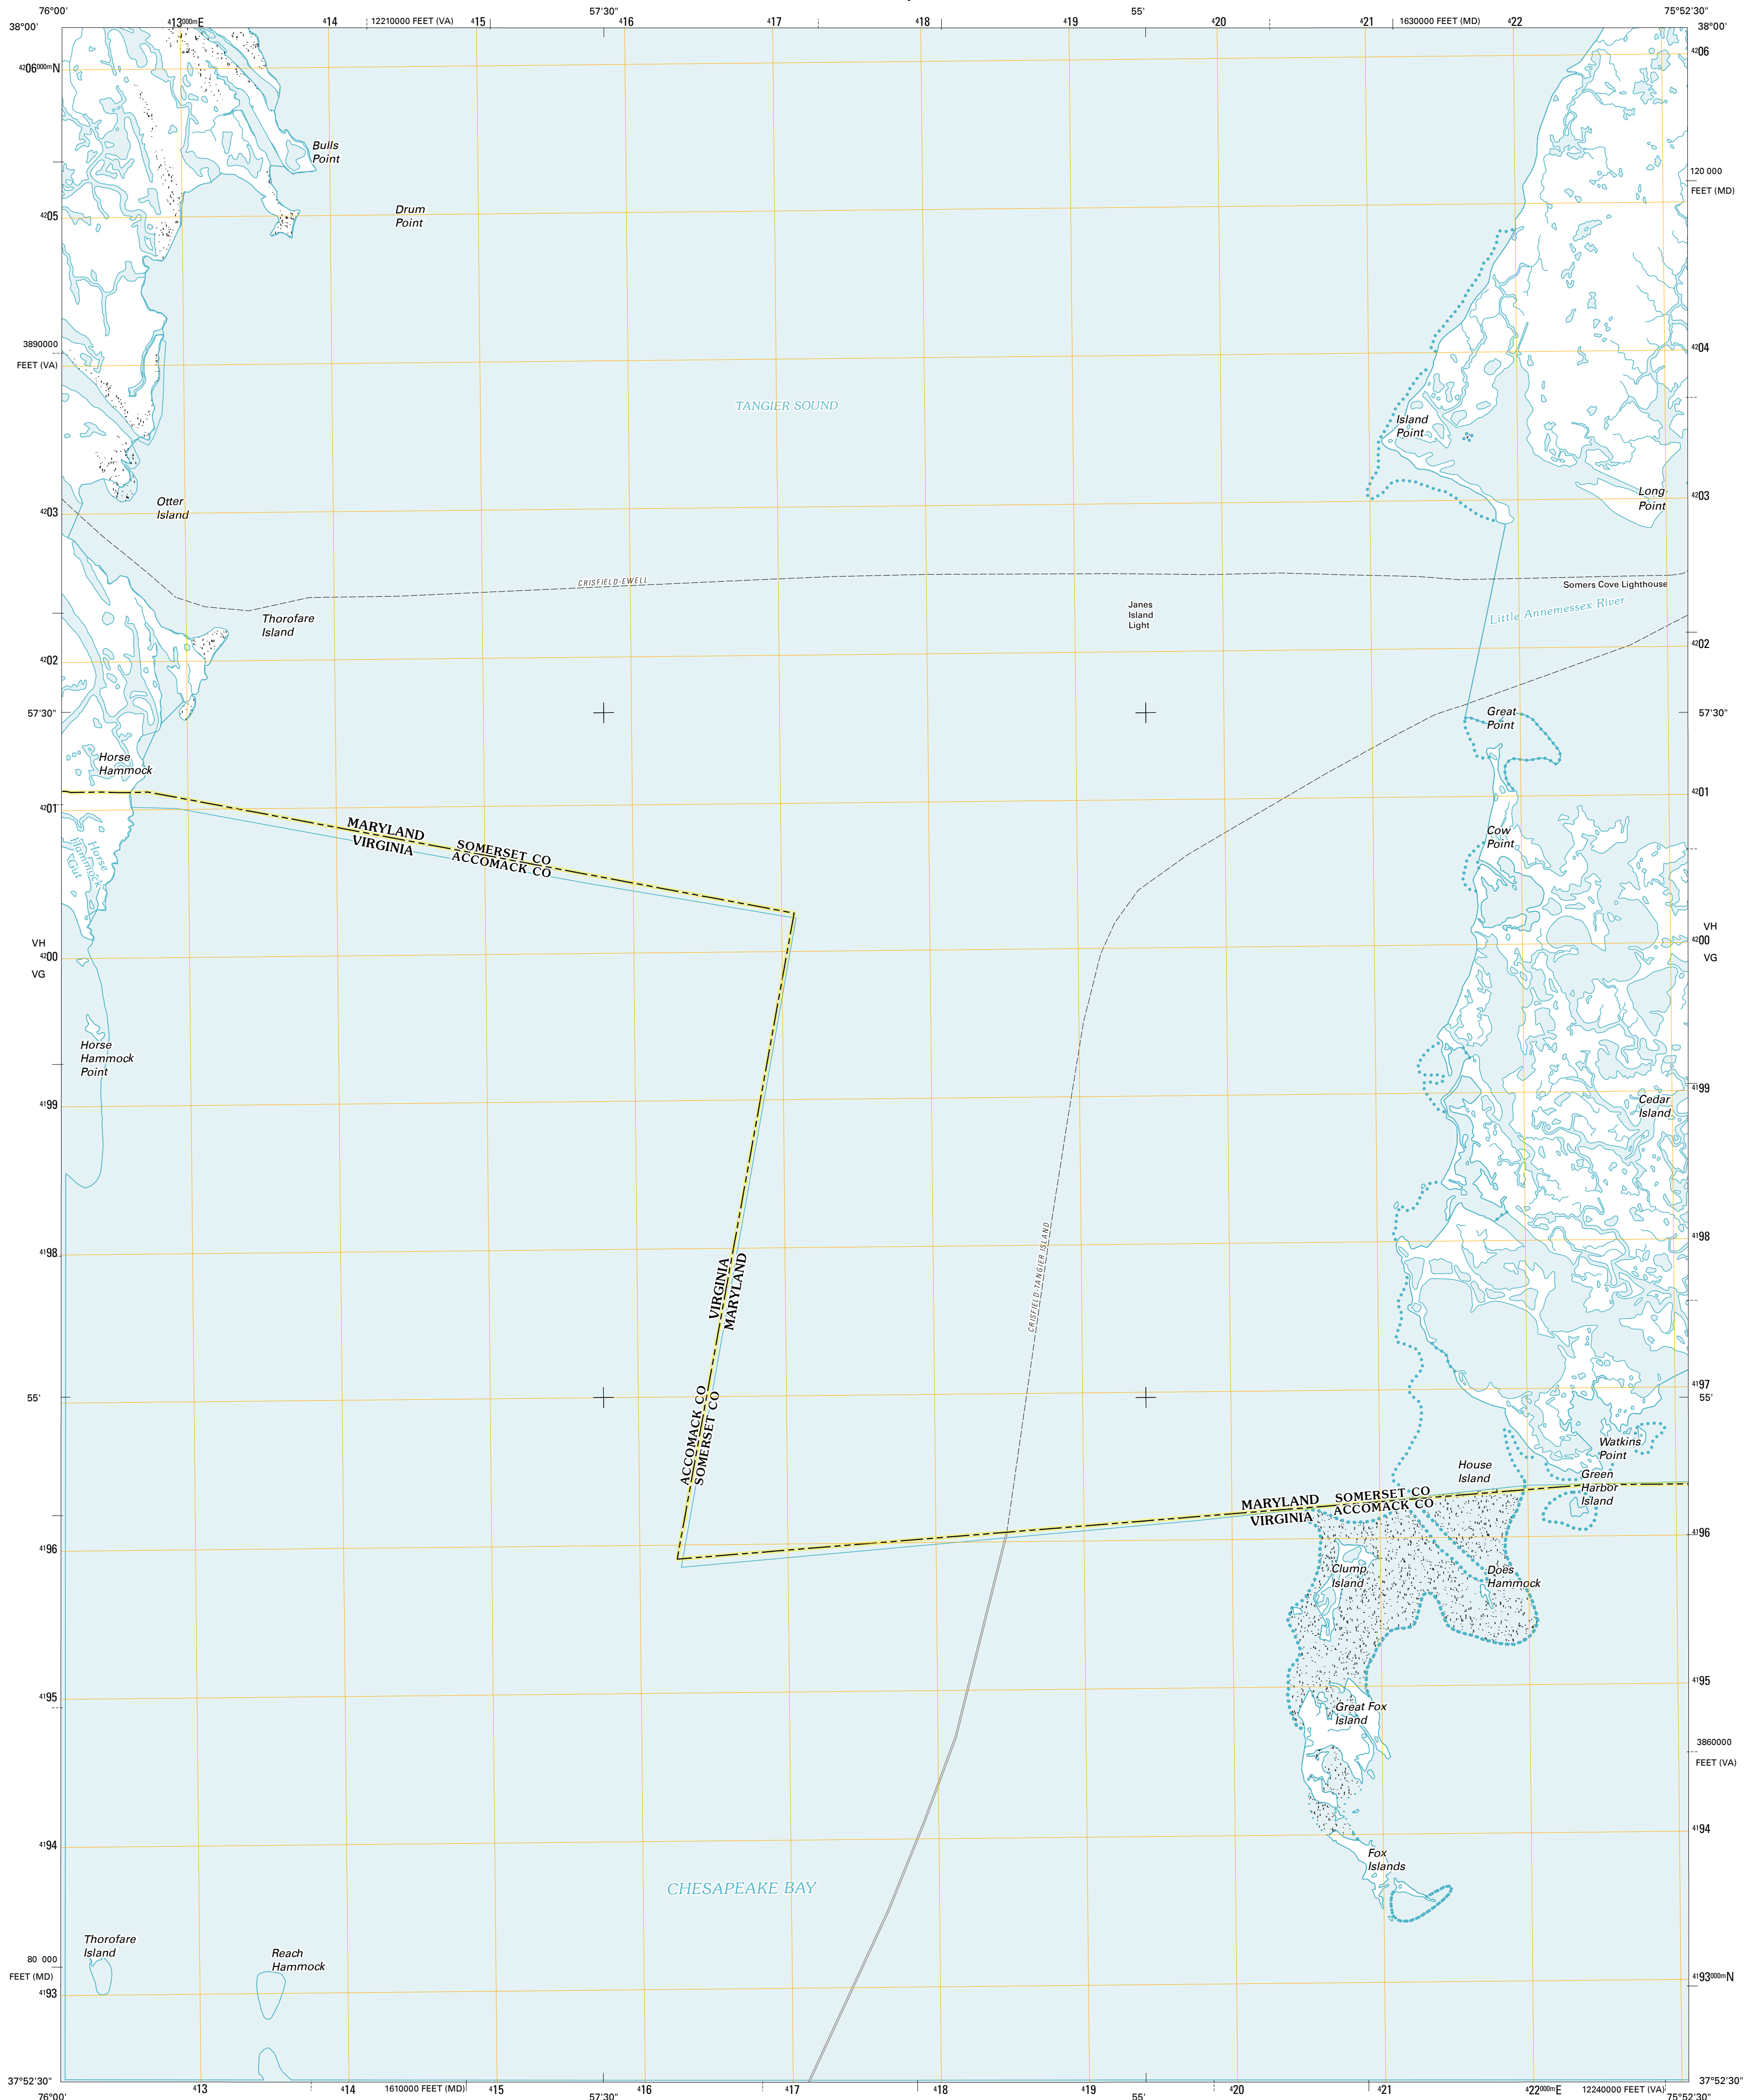 76°00'
413000mE
414
12210000 FEET (VA)
415
57'30"
416
417
418
419
55'
420
421
1630000 FEET (MD)
422
75°52'30"
38°00'
38°00'
4206000mN
4206
Bulls
Point
120 000
FEET (MD)
4205
Drum
Point
3890000
FEET (VA)
4204
TANGIER SOUND
Island
Point
Otter
Island
4203
Long
Point
4203
CRISFIELD-EWELL
Somers Cove Lighthouse
Janes
Island
Light
Little Annemessex River
Thorofare
Island
4202
4202
57'30"
Great
Point
57'30"
Horse
Hammock
4201
4201
MARYLAND
VIRGINIA
SOMERSET CO
ACCOMACK CO
Cow
Point
Horse
Hammock
Gut
VH
4200
VG
VH
4200
VG
Horse
Hammock
Point
4199
4199
Cedar
Island
4198
4198
VIRGINIA
MARYLAND
CRISFIELD-TANGIER ISLAND
55'
4197
55'
ACCOMACK CO
SOMERSET CO
Watkins
Point
House
Island
Green
Harbor
Island
MARYLAND
VIRGINIA
SOMERSET CO
ACCOMACK CO
4196
4196
Clump
Island
Does
Hammock
4195
4195
Great Fox
Island
3860000
FEET (VA)
4194
4194
Fox
Islands
CHESAPEAKE BAY
Thorofare
Island
Reach
Hammock
80 000
FEET (MD)
4193
4193000mN
37°52'30"
37°52'30"
76°00'
413
414
1610000 FEET (MD)
415
57'30"
416
417
418
419
55'
420
421
422000mE
12240000 FEET (VA)
75°52'30"